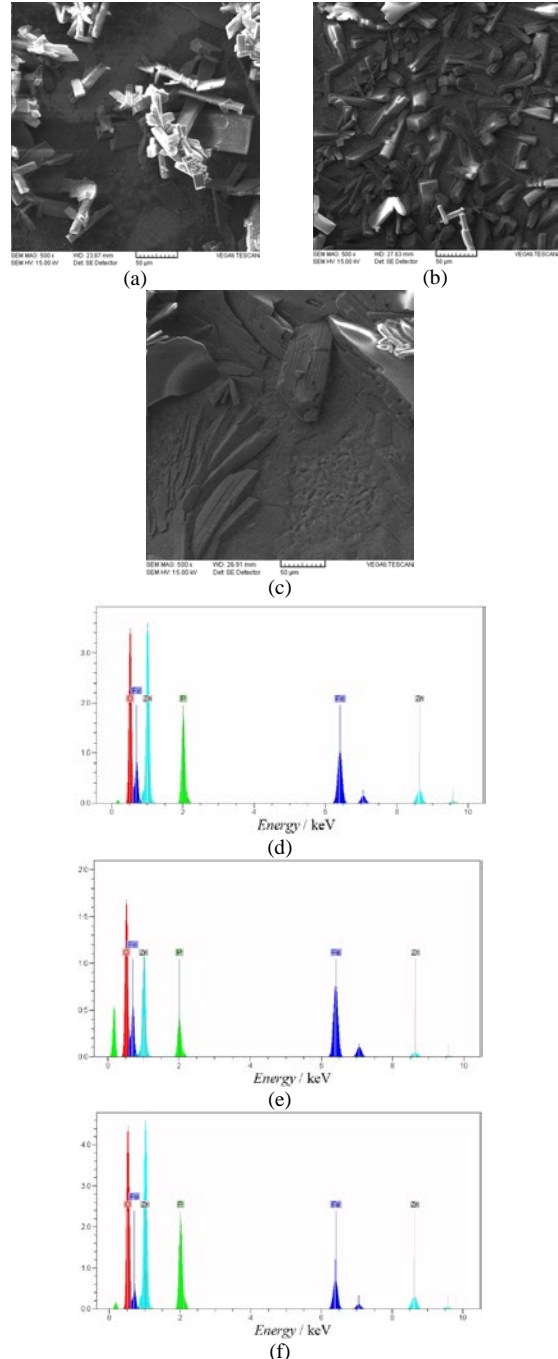 SEM MAG: 500 x WD: 23.87 mm
SEM HV: 15.00 kV Det: SE Detector 50 µm VEGA\\ TESCAN
(a)
SEM MAG: 500 x WD: 27.83 mm
SEM HV: 15.00 kV Det: SE Detector 50 µm VEGA\\ TESCAN
(b)
SEM MAG: 500 x WD: 26.91 mm
SEM HV: 15.00 kV Det: SE Detector 50 µm VEGA\\ TESCAN
(c)
3.0
2.0
1.0
0.0
O Fe Zn P Fe Zn
0 2 4 6 8 10
Energy / keV
(d)
2.0
1.5
1.0
0.5
0.0
O Fe Zn P Fe Zn
0 2 4 6 8 10
Energy / keV
(e)
4.0
3.0
2.0
1.0
0.0
O Fe Zn P Fe Zn
0 2 4 6 8 10
Energy / keV
(f)